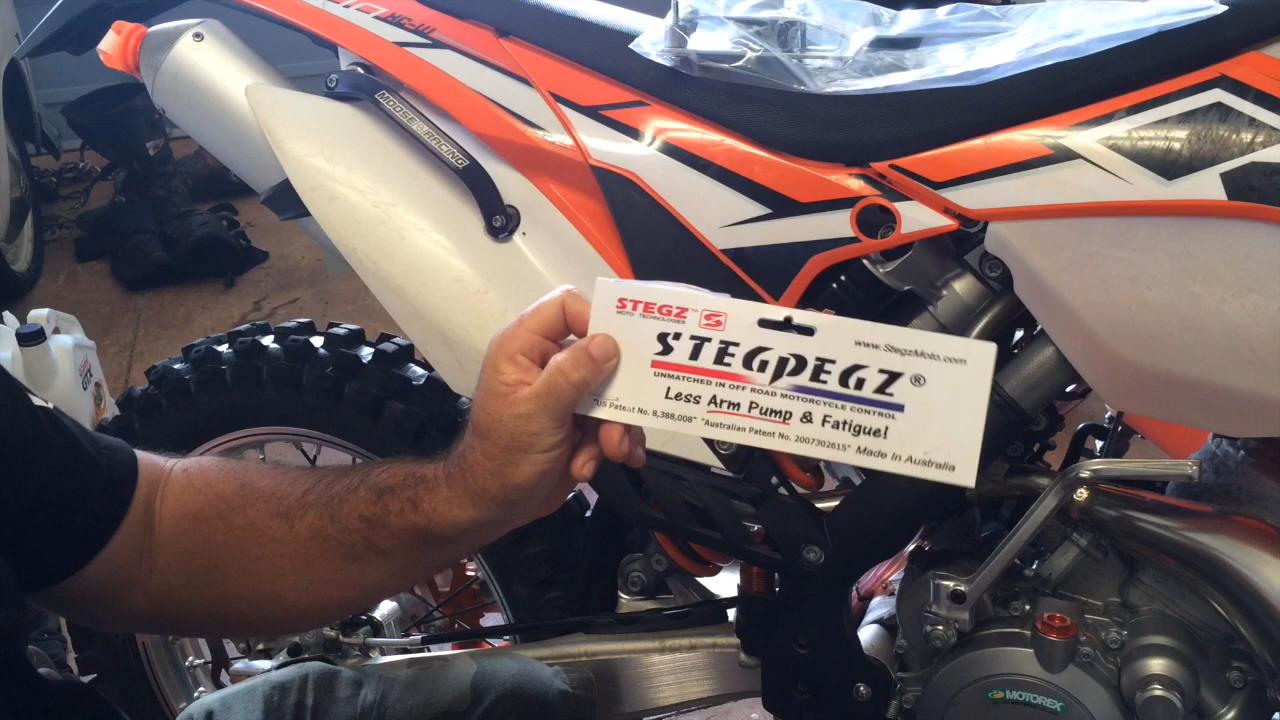 MOOSE RACING
STEGZ™
MOTO TECHNOLOGIES
www.StegzMoto.com
STEGPEGZ®
UNMATCHED IN OFF ROAD MOTORCYCLE CONTROL
Less Arm Pump & Fatigue!
"US Patent No. 8,388,008" "Australian Patent No. 2007302615" Made In Australia
MOTOREX